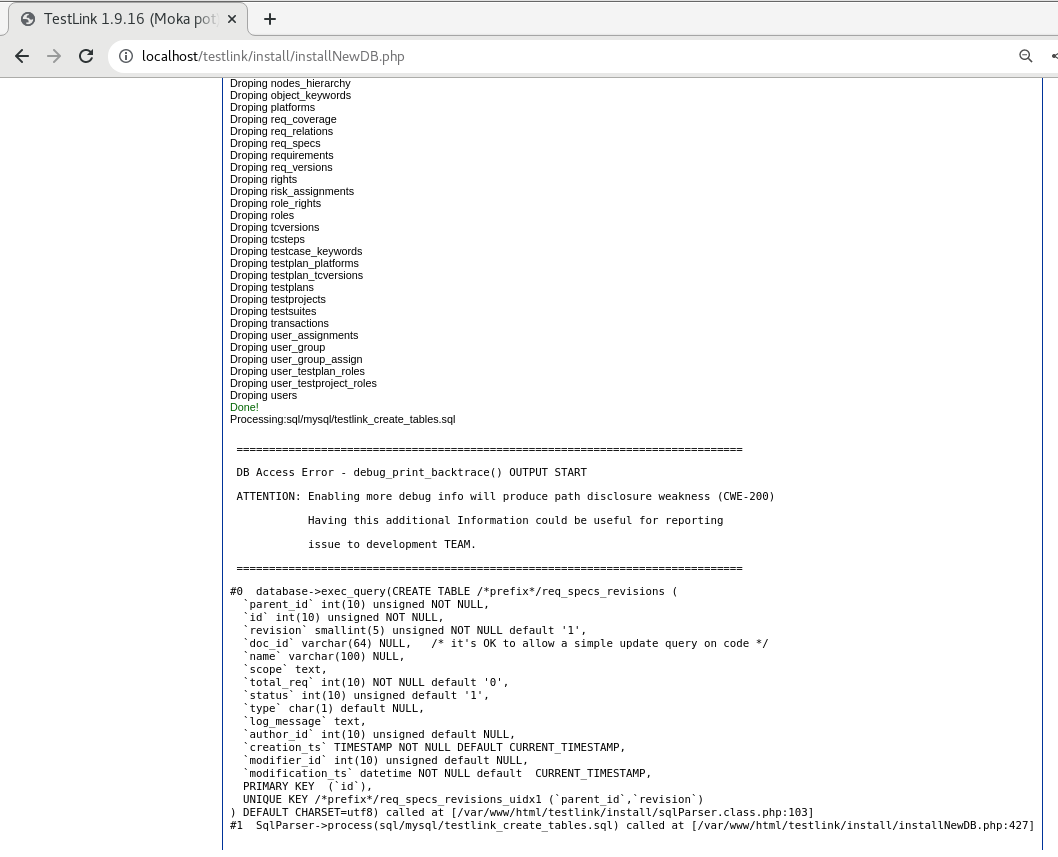 TestLink 1.9.16 (Moka pot
localhost/testlink/install/installNewDB.php
Droping nodes_hierarchy
Droping object_keywords
Droping platforms
Droping req_coverage
Droping req_relations
Droping req_specs
Droping requirements
Droping req_versions
Droping rights
Droping risk_assignments
Droping role_rights
Droping roles
Droping tcversions
Droping tcsteps
Droping testcase_keywords
Droping testplan_platforms
Droping testplan_tcversions
Droping testplans
Droping testprojects
Droping testsuites
Droping transactions
Droping user_assignments
Droping user_group
Droping user_group_assign
Droping user_testplan_roles
Droping user_testproject_roles
Droping users
Done!
Processing:sql/mysql/testlink_create_tables.sql
==============================================================================
DB Access Error - debug_print_backtrace() OUTPUT START
ATTENTION: Enabling more debug info will produce path disclosure weakness (CWE-200)
Having this additional Information could be useful for reporting
issue to development TEAM.
==============================================================================
#0  database->exec_query(CREATE TABLE /*prefix*/req_specs_revisions (
  `parent_id` int(10) unsigned NOT NULL,
  `id` int(10) unsigned NOT NULL,
  `revision` smallint(5) unsigned NOT NULL default '1',
  `doc_id` varchar(64) NULL,   /* it's OK to allow a simple update query on code */
  `name` varchar(100) NULL,
  `scope` text,
  `total_req` int(10) NOT NULL default '0',
  `status` int(10) unsigned default '1',
  `type` char(1) default NULL,
  `log_message` text,
  `author_id` int(10) unsigned default NULL,
  `creation_ts` TIMESTAMP NOT NULL DEFAULT CURRENT_TIMESTAMP,
  `modifier_id` int(10) unsigned default NULL,
  `modification_ts` datetime NOT NULL default  CURRENT_TIMESTAMP,
  PRIMARY KEY  (`id`),
  UNIQUE KEY /*prefix*/req_specs_revisions_uidx1 (`parent_id`,`revision`)
) DEFAULT CHARSET=utf8) called at [/var/www/html/testlink/install/sqlParser.class.php:103]
#1  SqlParser->process(sql/mysql/testlink_create_tables.sql) called at [/var/www/html/testlink/install/installNewDB.php:427]